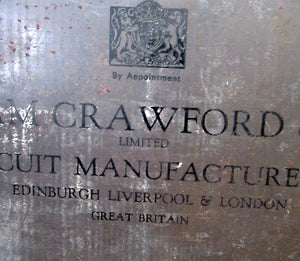 By Appointment
M. CRAWFORD
LIMITED
CUIT MANUFACTURE
EDINBURGH LIVERPOOL & LONDON
GREAT BRITAIN